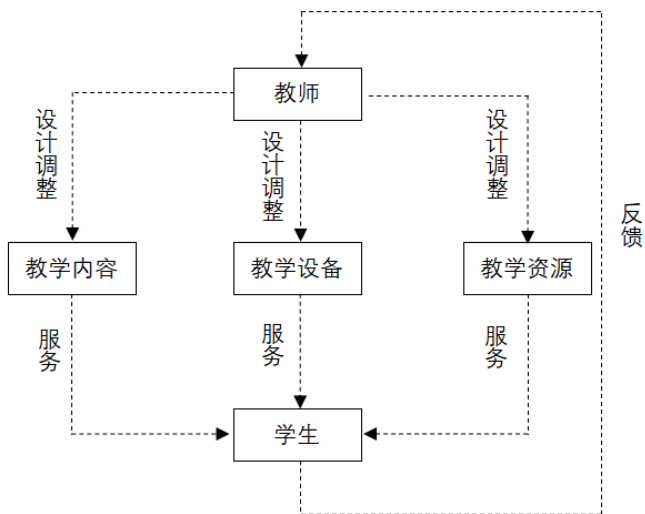 教师
设计调整
设计调整
设计调整
反馈
教学内容
教学设备
教学资源
服务
服务
服务
学生